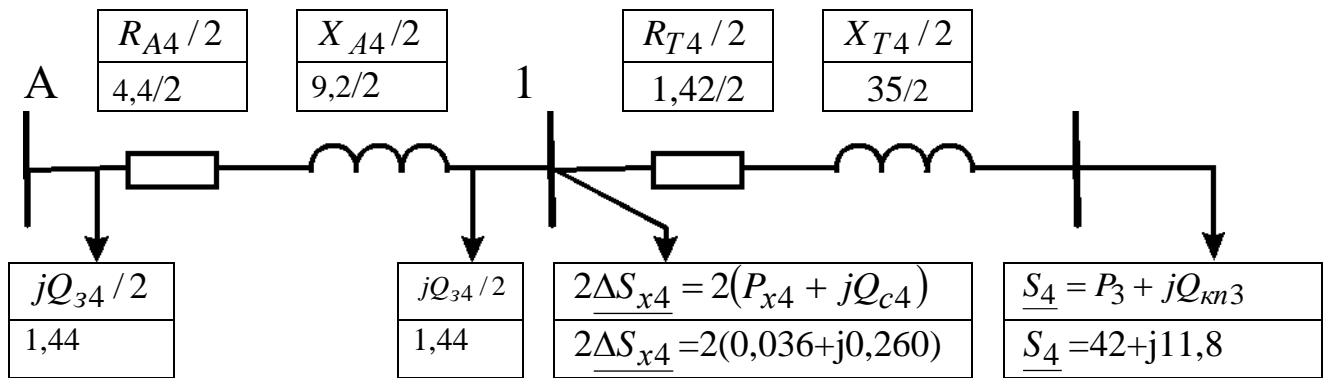 R_A4 / 2
X_A4 / 2
4,4/2
9,2/2
A
1
R_T4 / 2
X_T4 / 2
1,42/2
35/2
jQ_з4 / 2
1,44
jQ_з4 / 2
1,44
2ΔS_x4 = 2(P_x4 + jQ_c4)
2ΔS_x4 =2(0,036+j0,260)
S_4 = P_3 + jQ_кп3
S_4 =42+j11,8